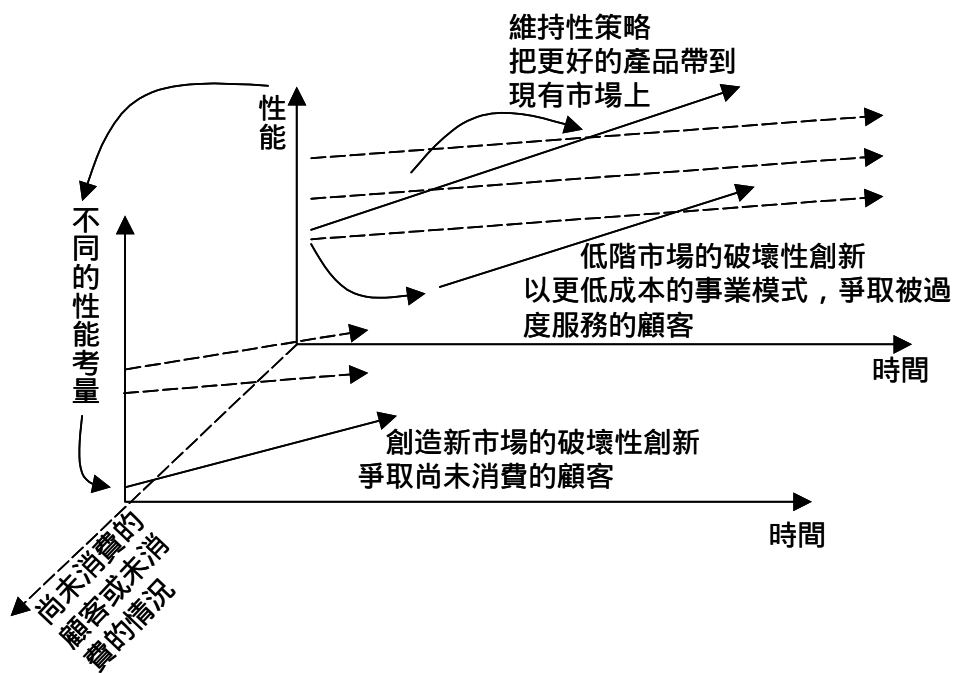 維持性策略
把更好的產品帶到
現有市場上
性能
不同的性能考量
低階市場的破壞性創新
以更低成本的事業模式，爭取被過
度服務的顧客
時間
創造新市場的破壞性創新
爭取尚未消費的顧客
時間
尚未消費的
顧客或未消
費的情況